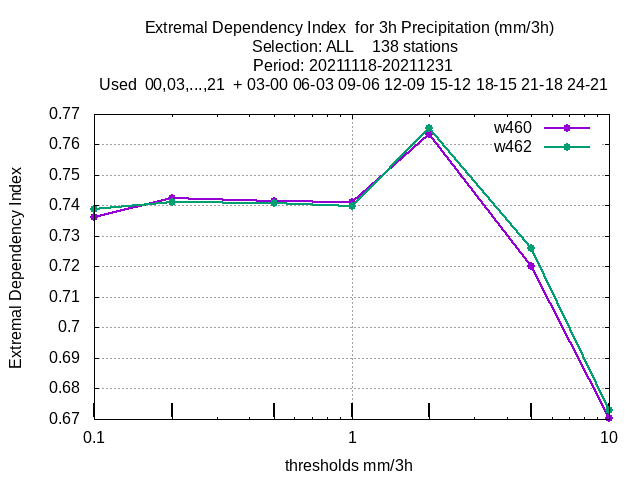 Extremal Dependency Index  for 3h Precipitation (mm/3h)
Selection: ALL    138 stations
Period: 20211118-20211231
Used  00,03,...,21  + 03-00 06-03 09-06 12-09 15-12 18-15 21-18 24-21
w460
w462
0.77
0.76
0.75
0.74
0.73
0.72
0.71
0.7
0.69
0.68
0.67
Extremal Dependency Index
0.1 1 10
thresholds mm/3h